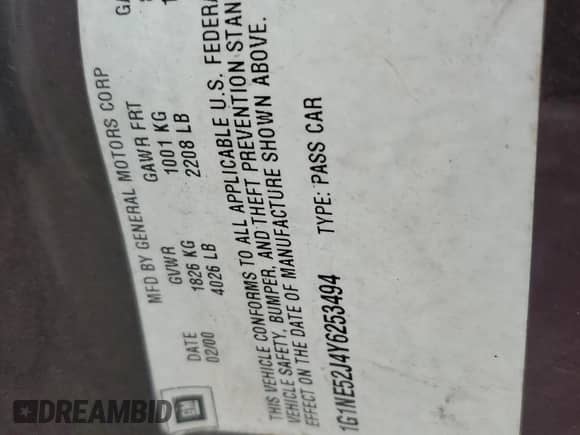 MFD BY GENERAL MOTORS CORP
DATE GVWR GAWR FRT GA
02/00 1826 KG 1001 KG
4026 LB 2208 LB
THIS VEHICLE CONFORMS TO ALL APPLICABLE U.S. FEDERA
VEHICLE SAFETY, BUMPER, AND THEFT PREVENTION STAN
EFFECT ON THE DATE OF MANUFACTURE SHOWN ABOVE.
1G1NE52J4Y6253494 TYPE: PASS CAR
DREAMBID